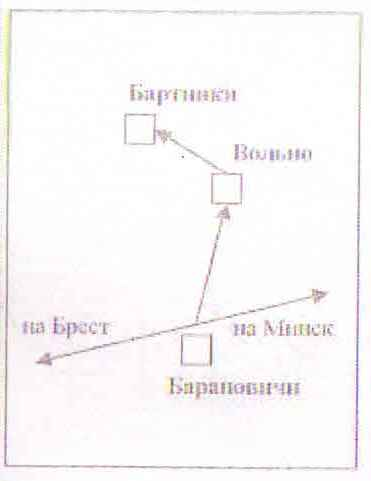 Бартники
Вольно
на Брест
на Минск
Барановичи